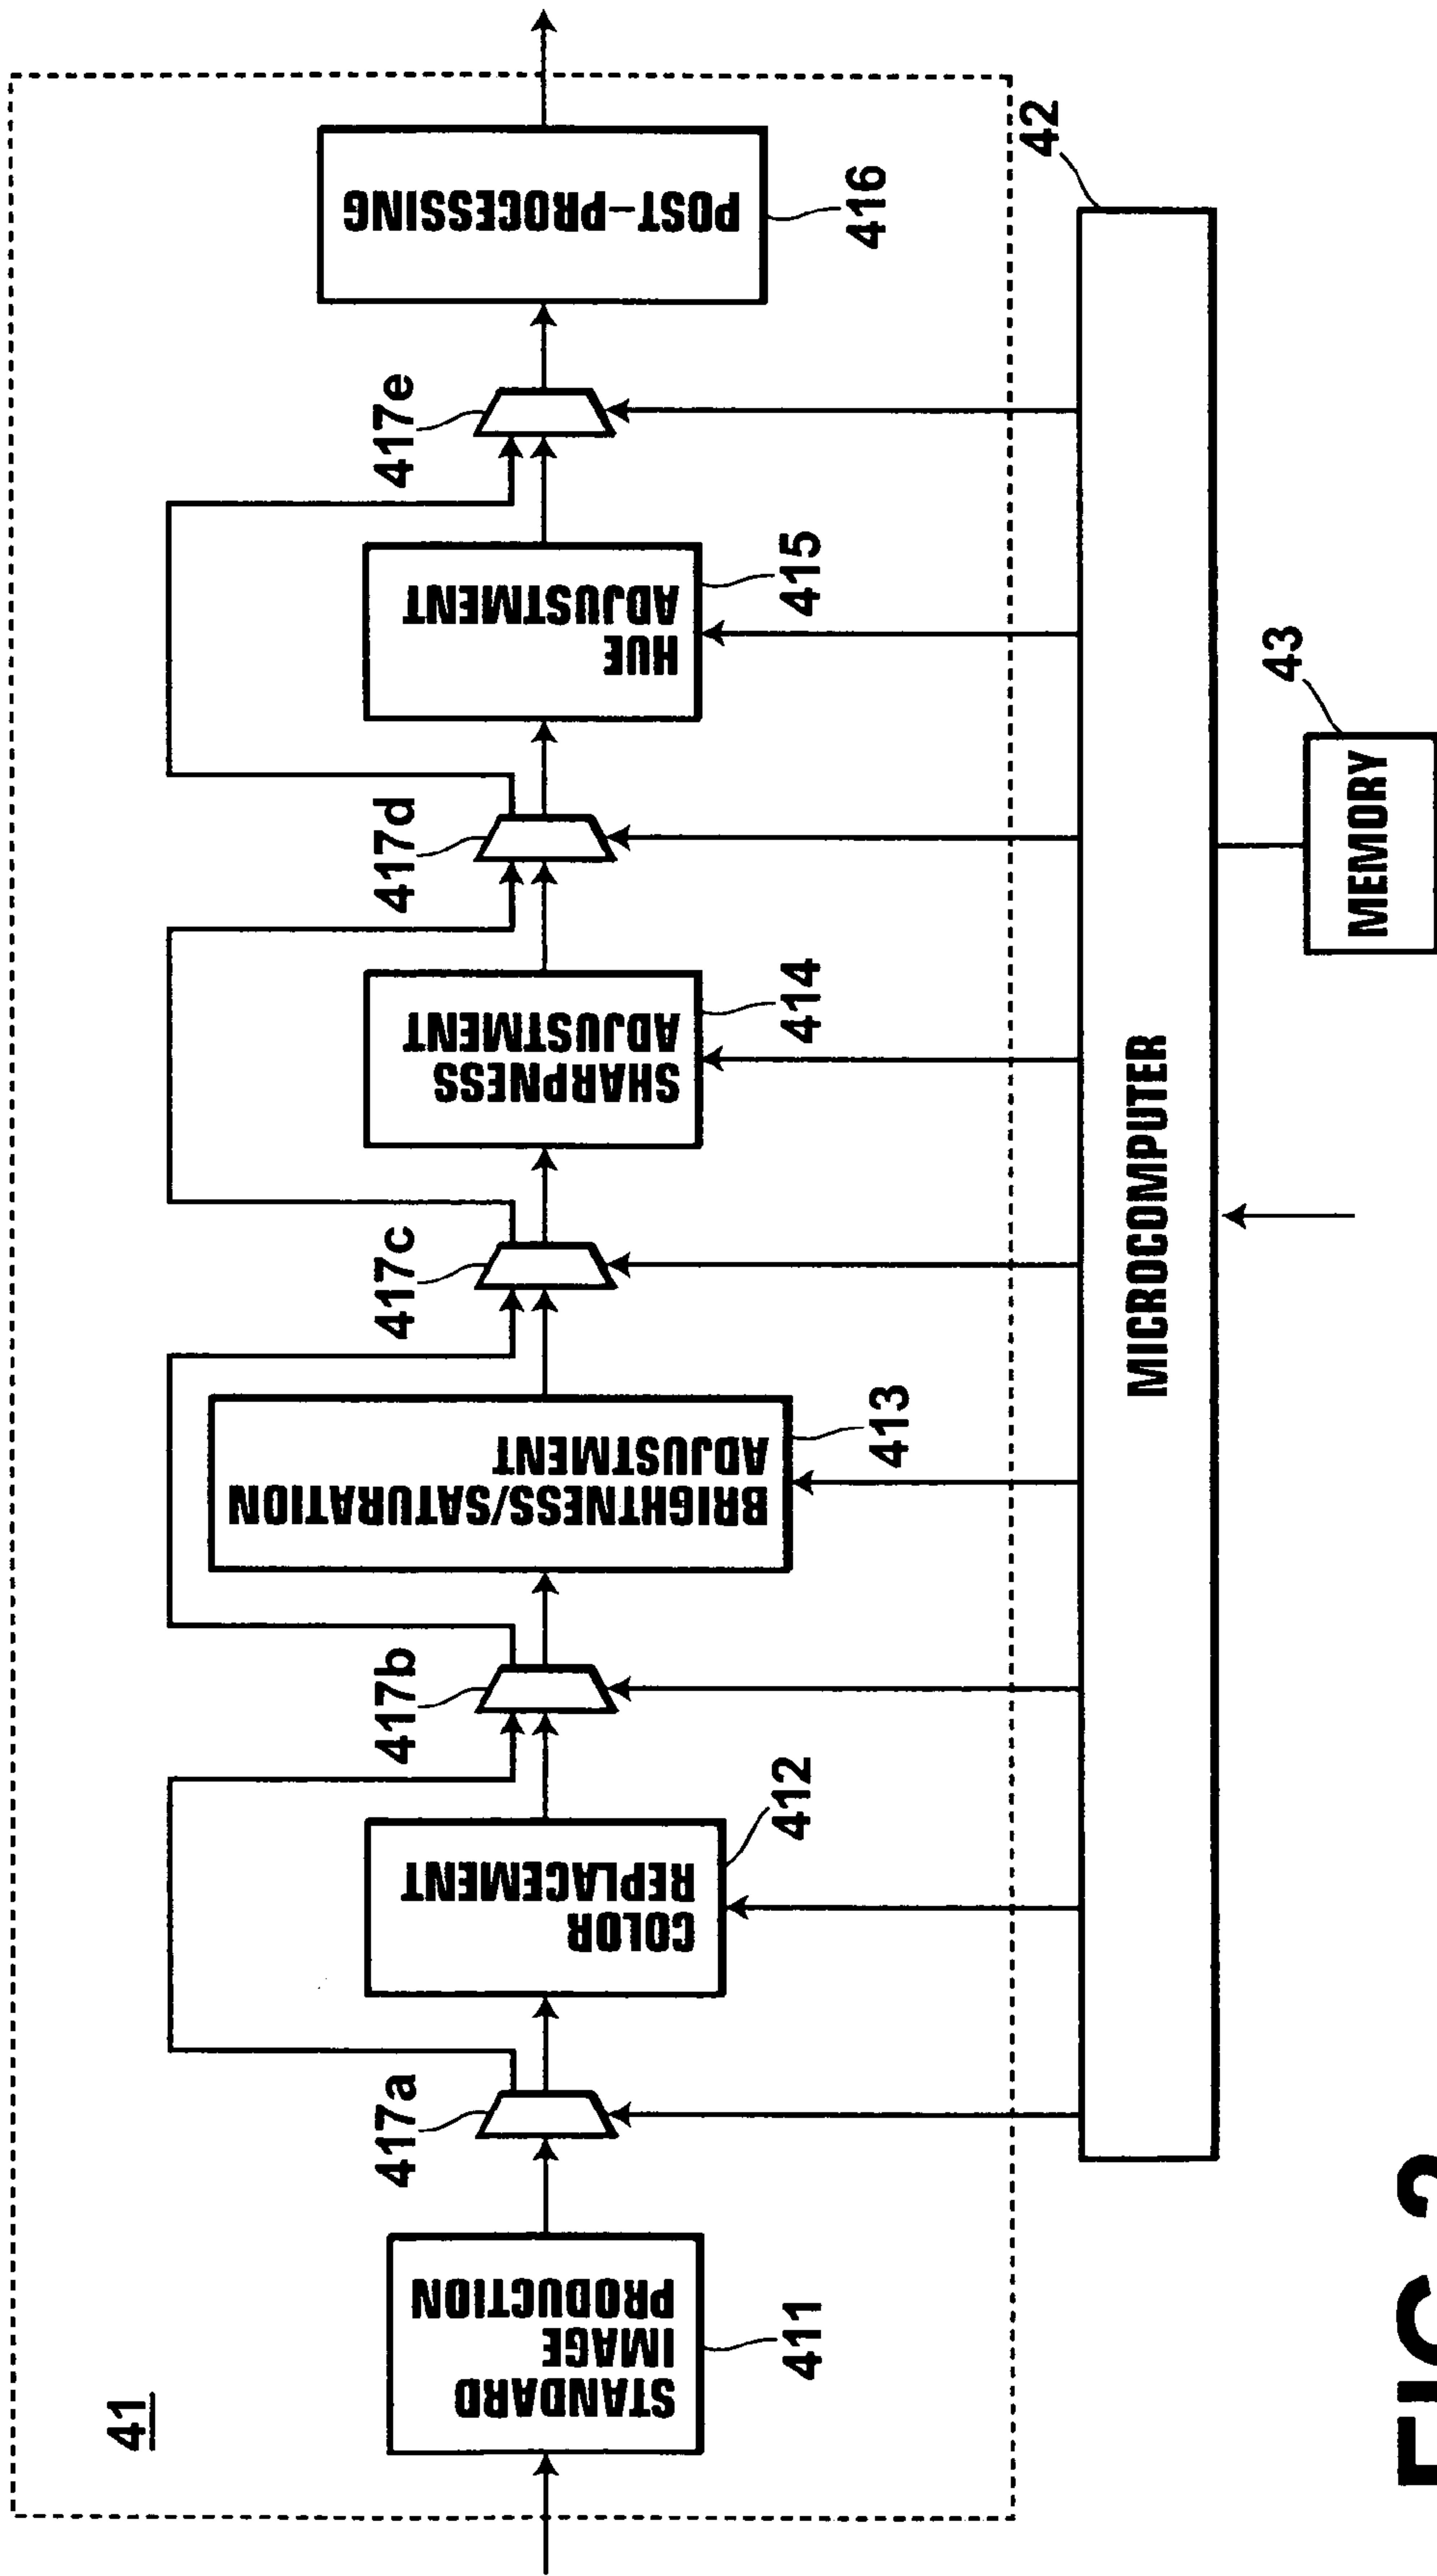 41
STANDARD
IMAGE
PRODUCTION
411
417a
COLOR
REPLACEMENT
412
417b
BRIGHTNESS/SATURATION
ADJUSTMENT
413
417c
SHARPNESS
ADJUSTMENT
414
417d
HUE
ADJUSTMENT
415
417e
POST-PROCESSING
416
42
MICROCOMPUTER
43
MEMORY